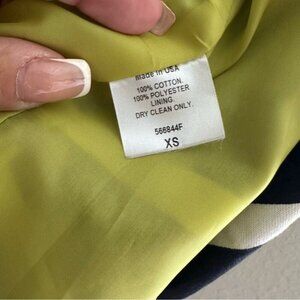 Made in USA
100% COTTON.
100% POLYESTER
LINING.
DRY CLEAN ONLY.
566844F
XS